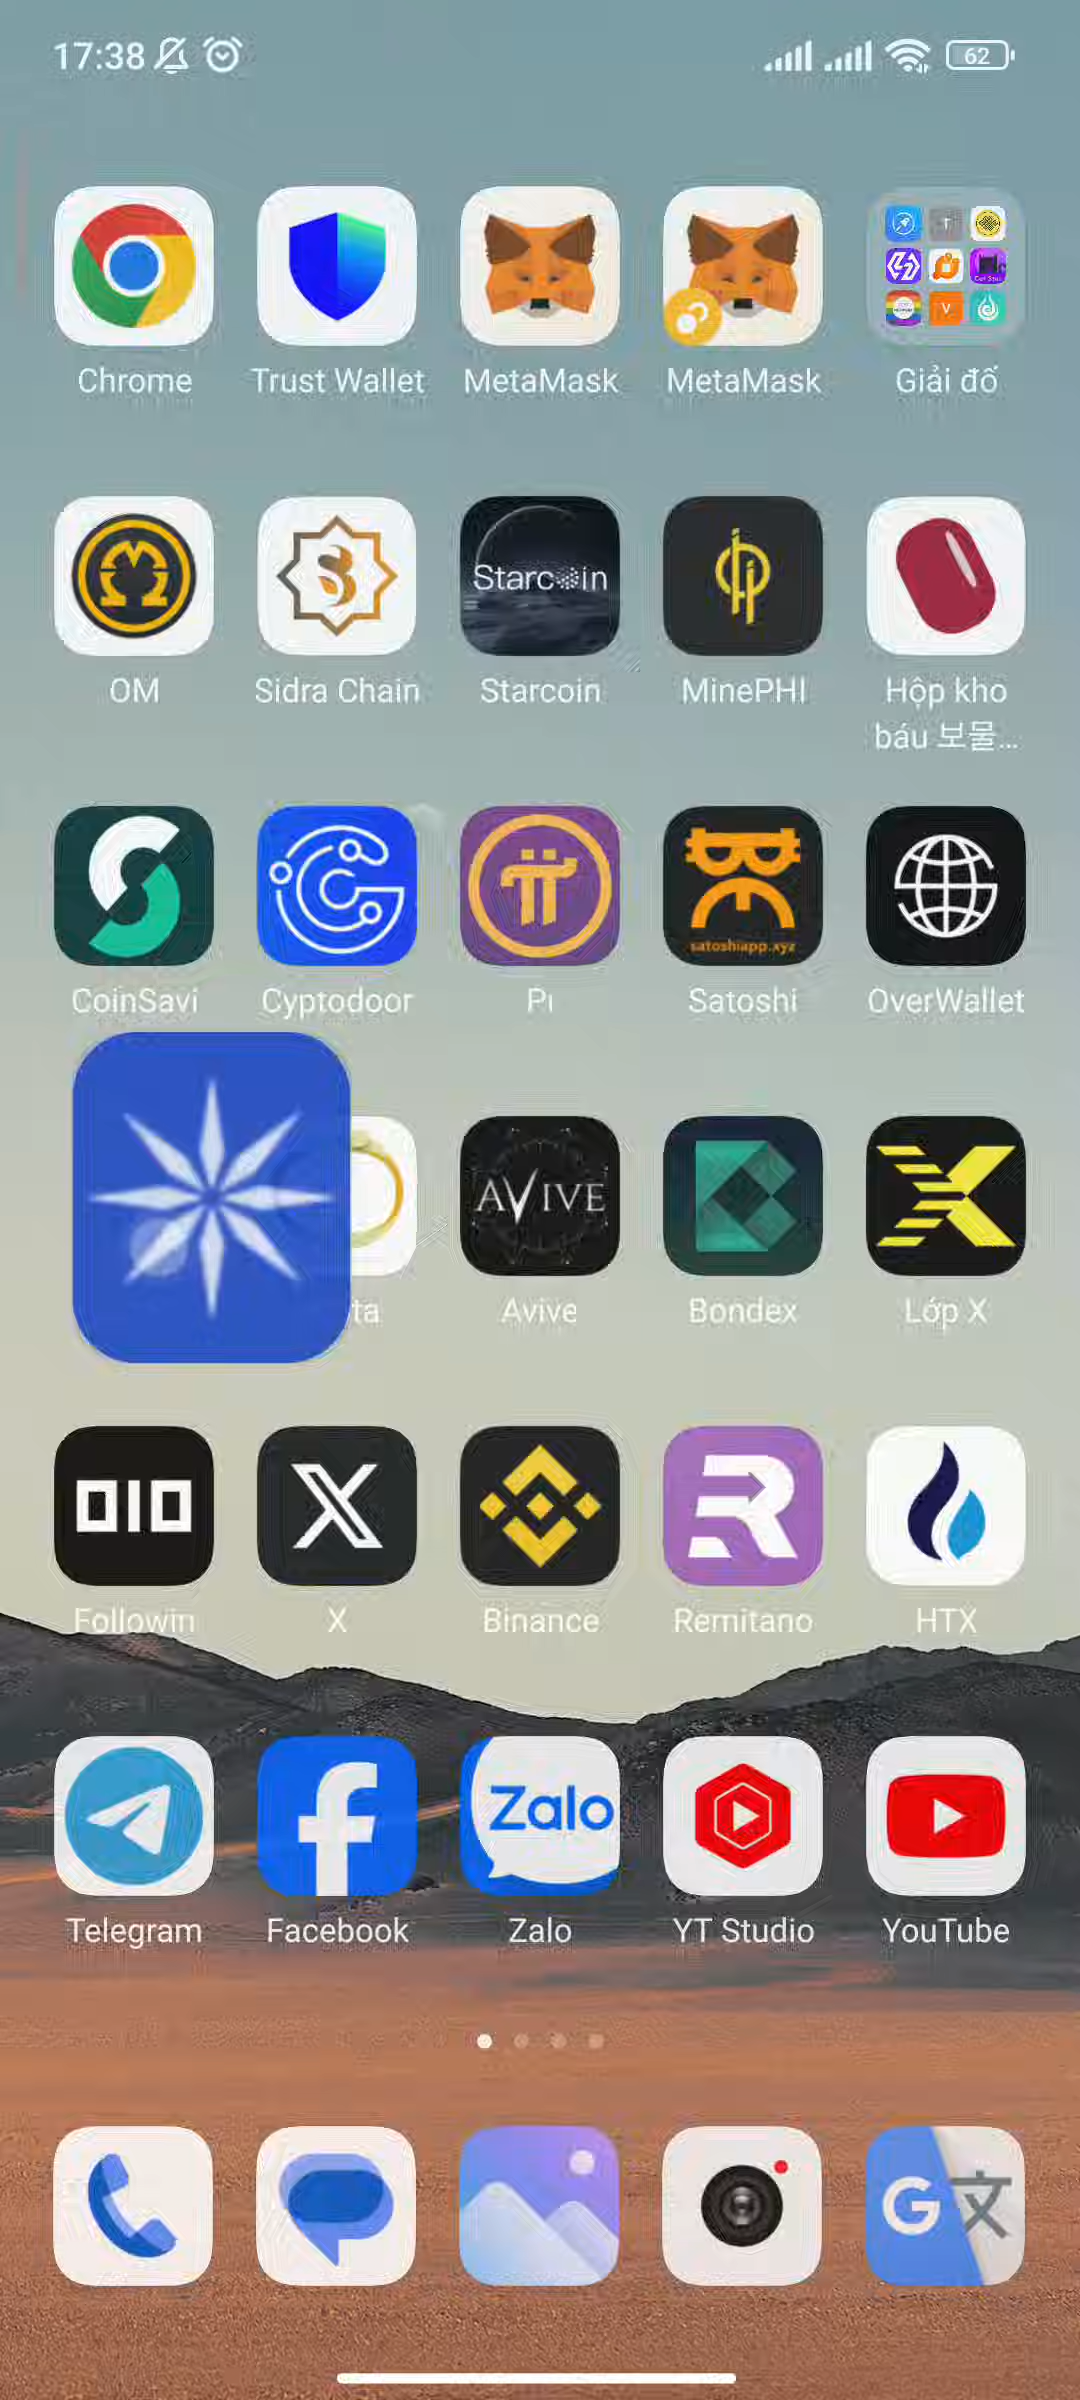 17:38
62
Chrome
Trust Wallet
MetaMask
MetaMask
Giải đố
Starcoin
OM
Sidra Chain
Starcoin
MinePHI
Hộp kho
báu 보물...
satoshiapp.xyz
CoinSavi
Cyptodoor
Pi
Satoshi
OverWallet
AVIVE
ta
Avive
Bondex
Lớp X
Followin
X
Binance
Remitano
HTX
Zalo
Telegram
Facebook
Zalo
YT Studio
YouTube
G 文